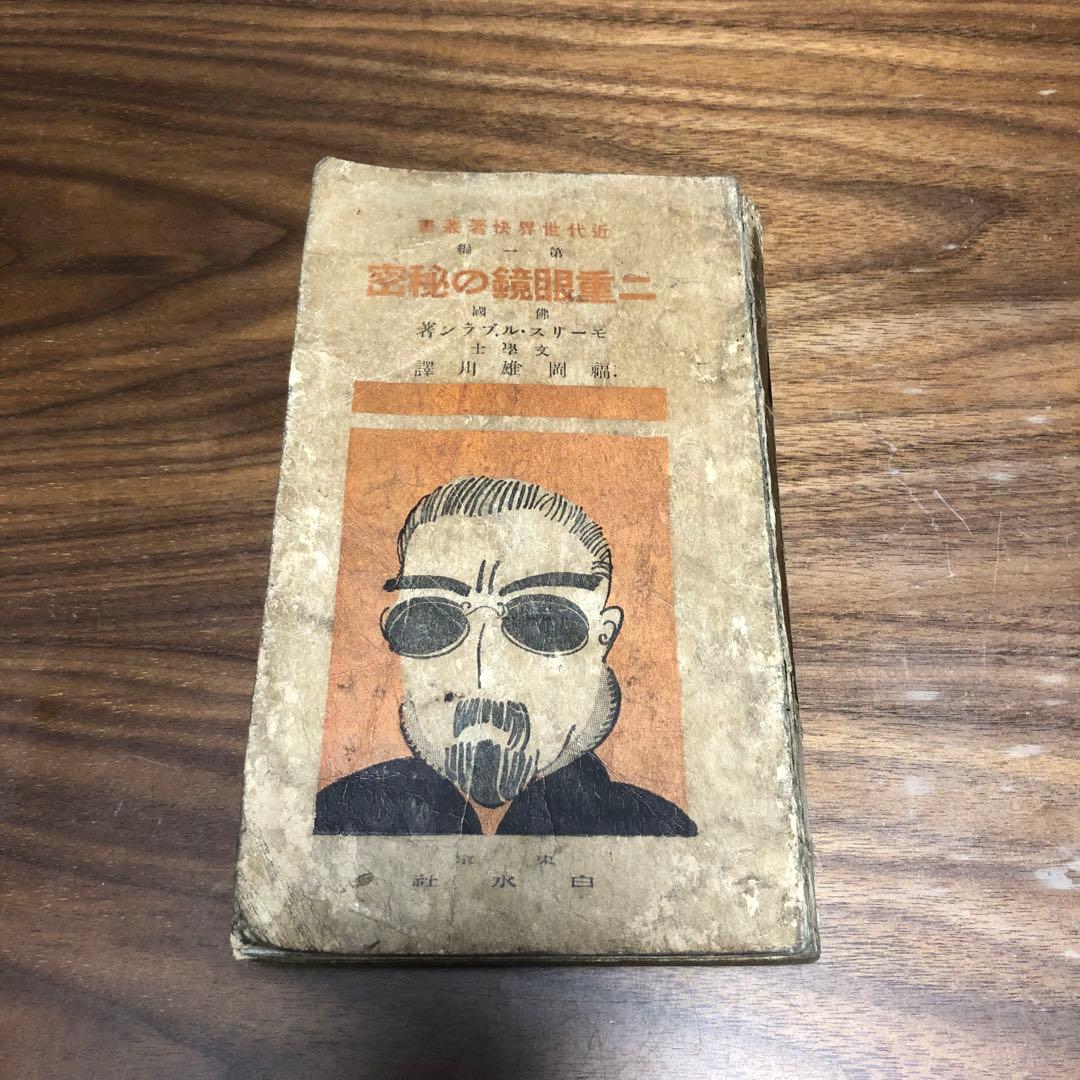 近代世界快著叢書
第一編
二重眼鏡の秘密
佛國
モーリス・ルブラン著
文學士
福岡雄川譯
東京
白水社